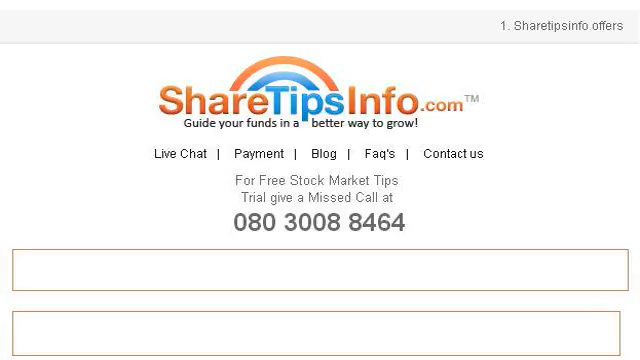 1. Sharetipsinfo offers
ShareTipsInfo.com™
Guide your funds in a better way to grow!
Live Chat | Payment | Blog | Faq's | Contact us
For Free Stock Market Tips
Trial give a Missed Call at
080 3008 8464